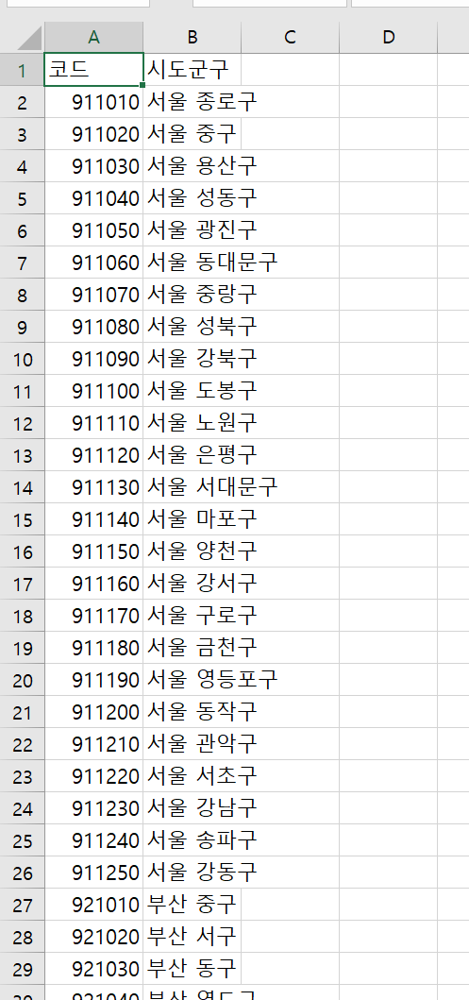 A B C D
1 코드 시도군구
2 911010 서울 종로구
3 911020 서울 중구
4 911030 서울 용산구
5 911040 서울 성동구
6 911050 서울 광진구
7 911060 서울 동대문구
8 911070 서울 중랑구
9 911080 서울 성북구
10 911090 서울 강북구
11 911100 서울 도봉구
12 911110 서울 노원구
13 911120 서울 은평구
14 911130 서울 서대문구
15 911140 서울 마포구
16 911150 서울 양천구
17 911160 서울 강서구
18 911170 서울 구로구
19 911180 서울 금천구
20 911190 서울 영등포구
21 911200 서울 동작구
22 911210 서울 관악구
23 911220 서울 서초구
24 911230 서울 강남구
25 911240 서울 송파구
26 911250 서울 강동구
27 921010 부산 중구
28 921020 부산 서구
29 921030 부산 동구
30 921040 부산 영도구